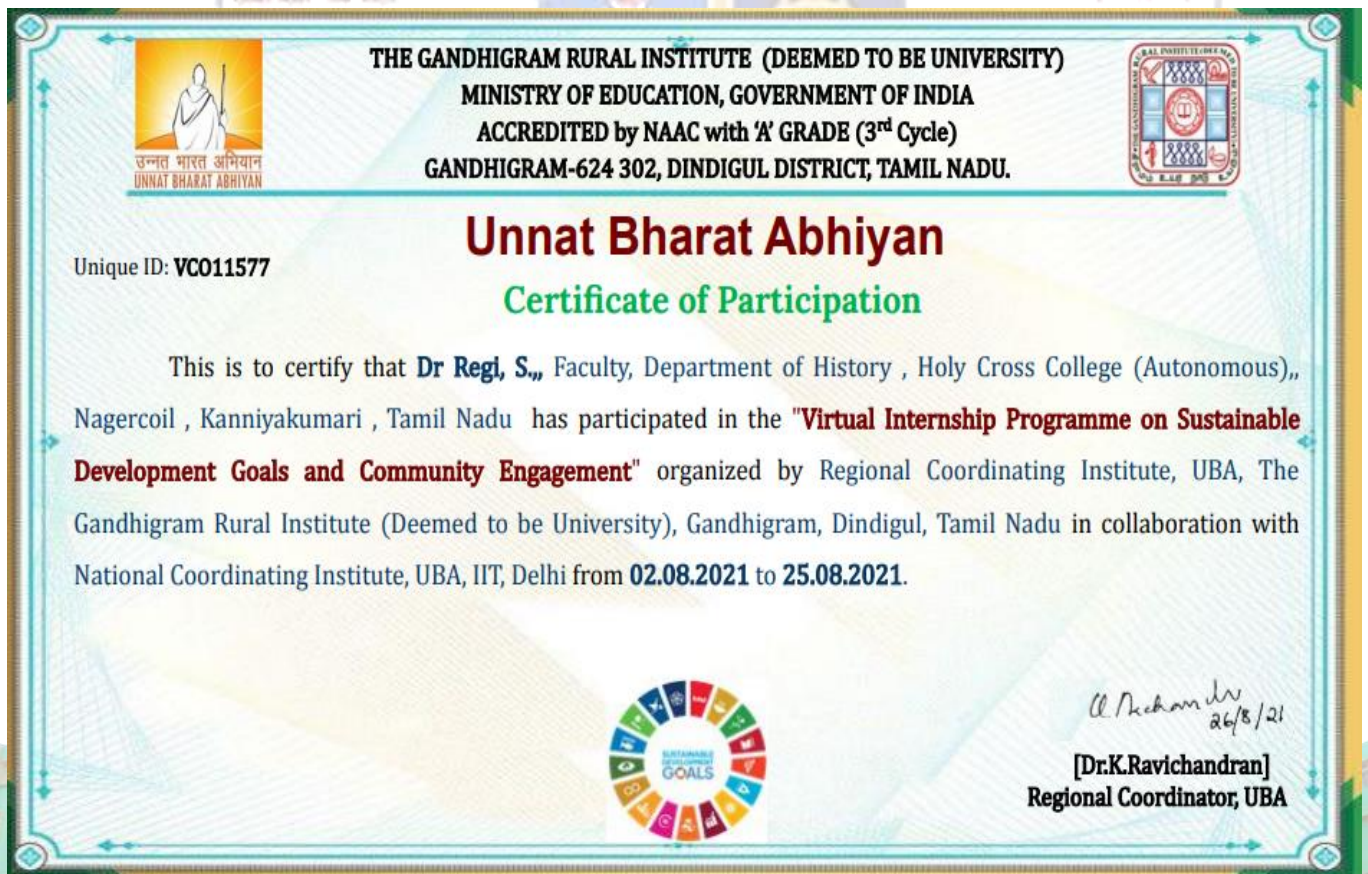 THE GANDHIGRAM RURAL INSTITUTE (DEEMED TO BE UNIVERSITY)
MINISTRY OF EDUCATION, GOVERNMENT OF INDIA
ACCREDITED by NAAC with ‘A’ GRADE (3rd Cycle)
GANDHIGRAM-624 302, DINDIGUL DISTRICT, TAMIL NADU.
उन्नत भारत अभियान
UNNAT BHARAT ABHIYAN
Unnat Bharat Abhiyan
Unique ID: VCO11577
Certificate of Participation
This is to certify that Dr Regi, S.,, Faculty, Department of History , Holy Cross College (Autonomous),,
Nagercoil , Kanniyakumari , Tamil Nadu has participated in the "Virtual Internship Programme on Sustainable
Development Goals and Community Engagement" organized by Regional Coordinating Institute, UBA, The
Gandhigram Rural Institute (Deemed to be University), Gandhigram, Dindigul, Tamil Nadu in collaboration with
National Coordinating Institute, UBA, IIT, Delhi from 02.08.2021 to 25.08.2021.
SUSTAINABLE
DEVELOPMENT
GOALS
26/8/21
[Dr.K.Ravichandran]
Regional Coordinator, UBA